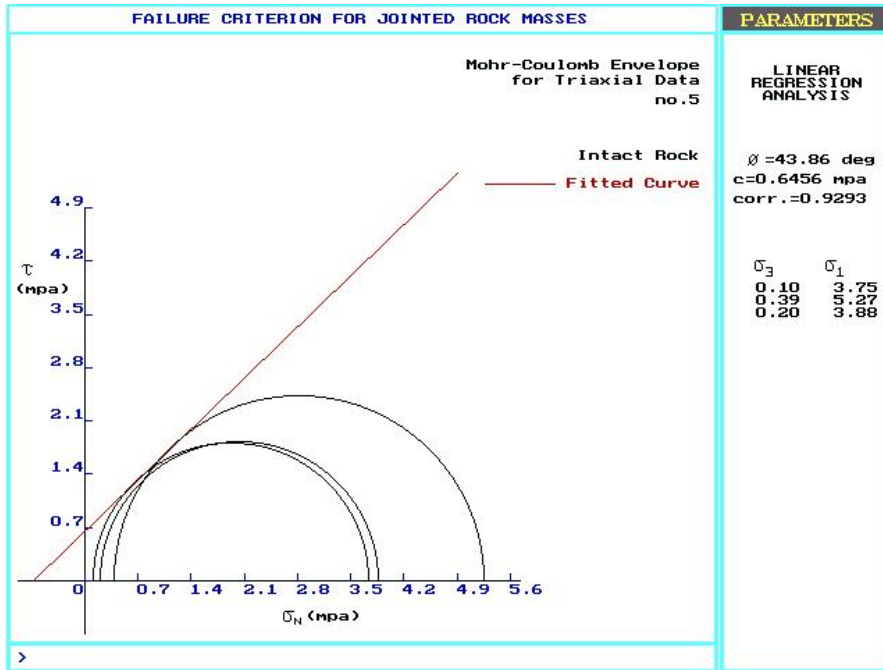 FAILURE CRITERION FOR JOINTED ROCK MASSES
PARAMETERS
Mohr-Coulomb Envelope
for Triaxial Data
no.5
Intact Rock
Fitted Curve
4.9
4.2
τ
(mpa)
3.5
2.8
2.1
1.4
0.7
0 0.7 1.4 2.1 2.8 3.5 4.2 4.9 5.6
σN (mpa)
>
LINEAR
REGRESSION
ANALYSIS
Ø =43.86 deg
c=0.6456 mpa
corr.=0.9293
σ3 σ1
0.10 3.75
0.39 5.27
0.20 3.88